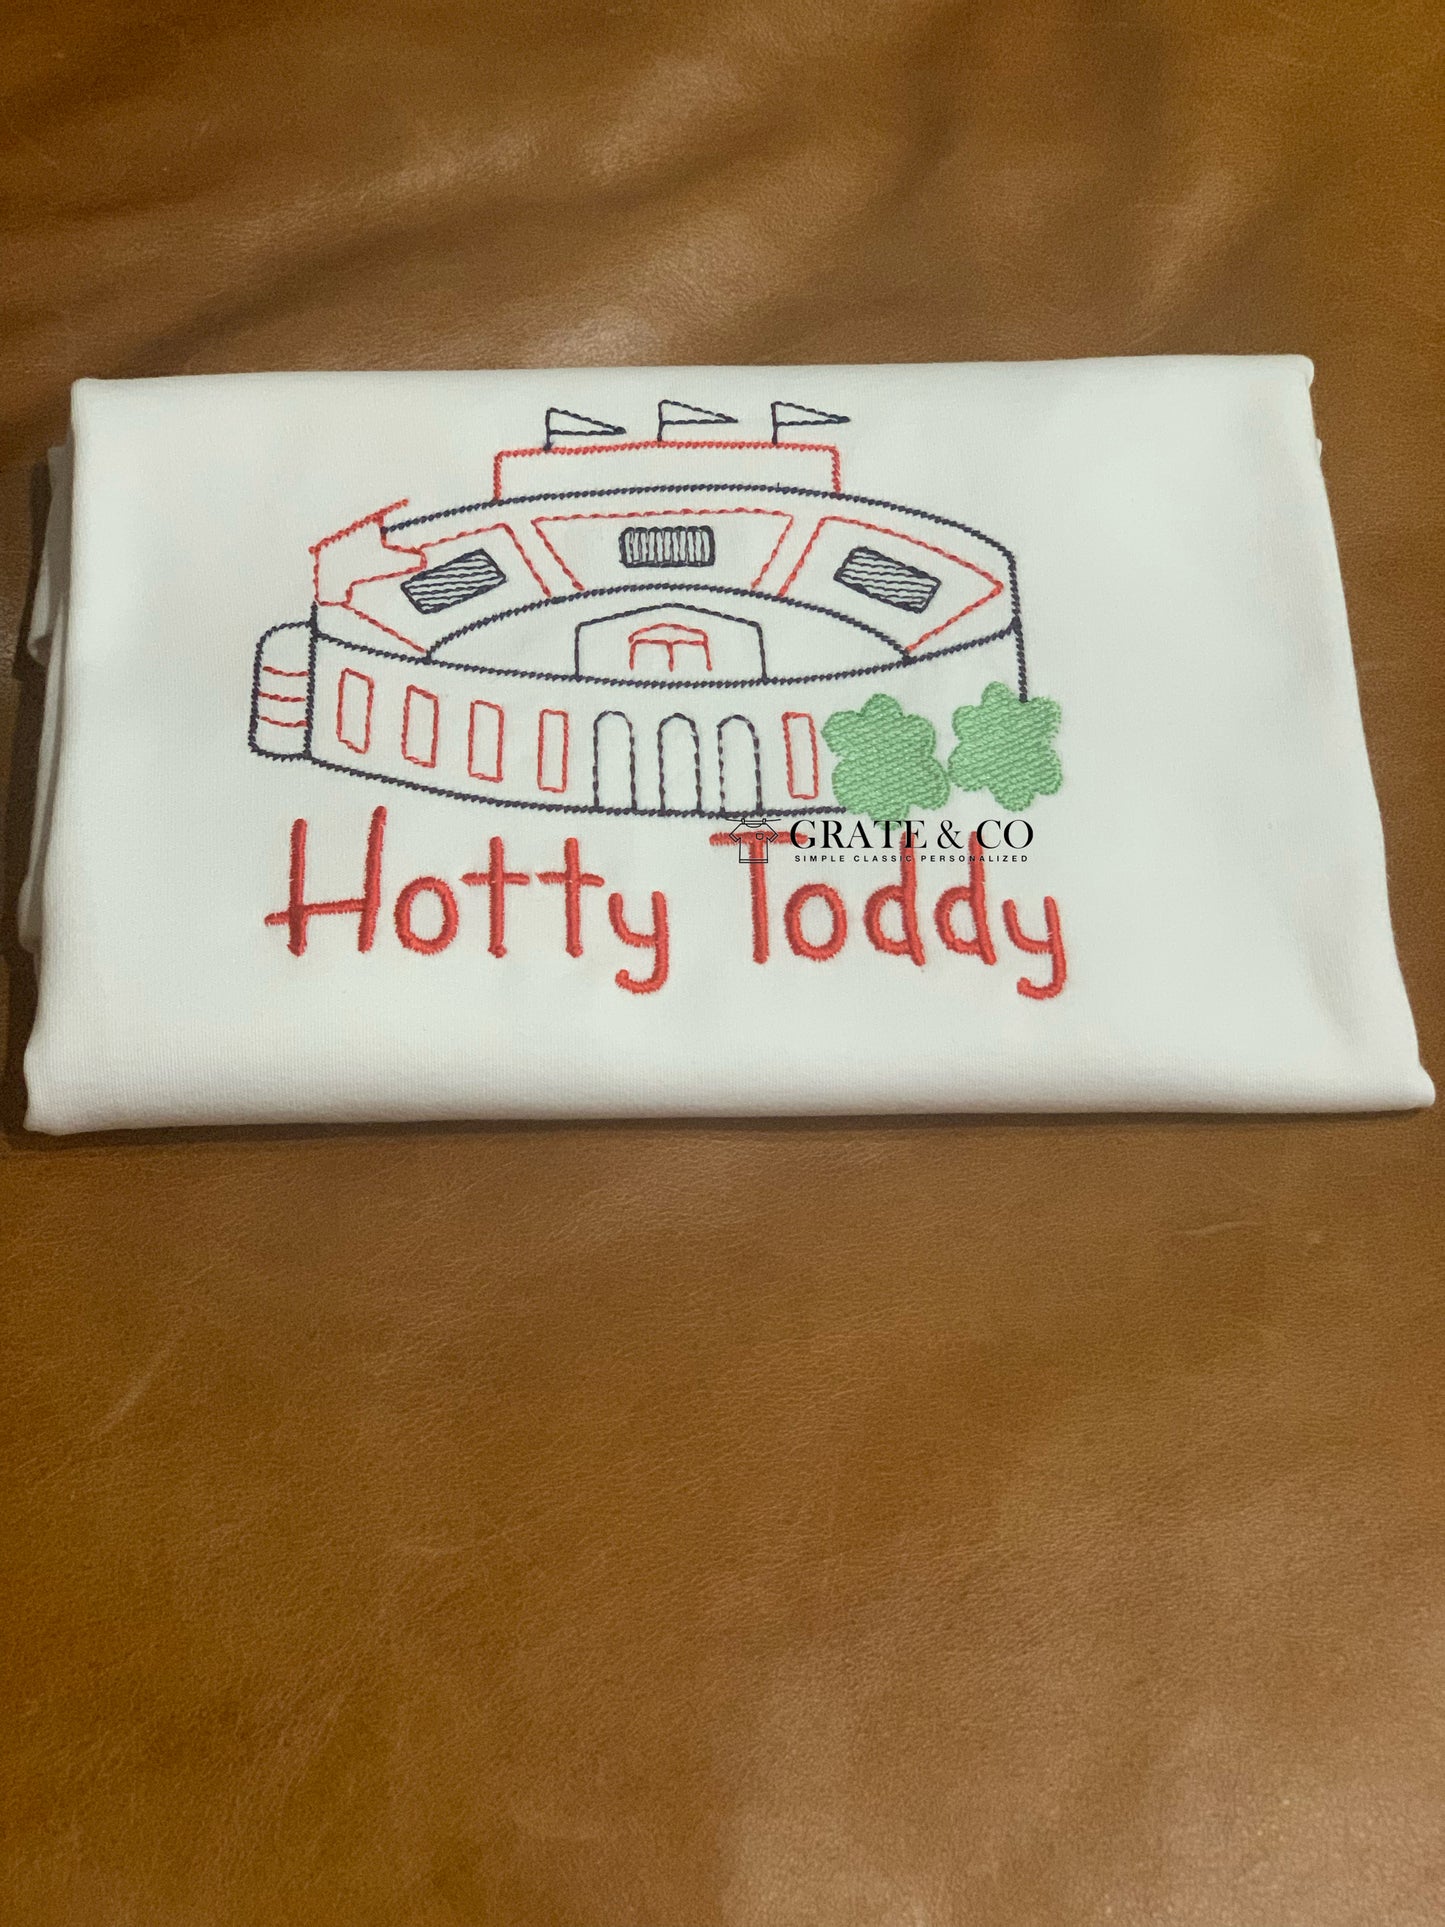 GRATE & CO
SIMPLE CLASSIC PERSONALIZED
Hotty Toddy